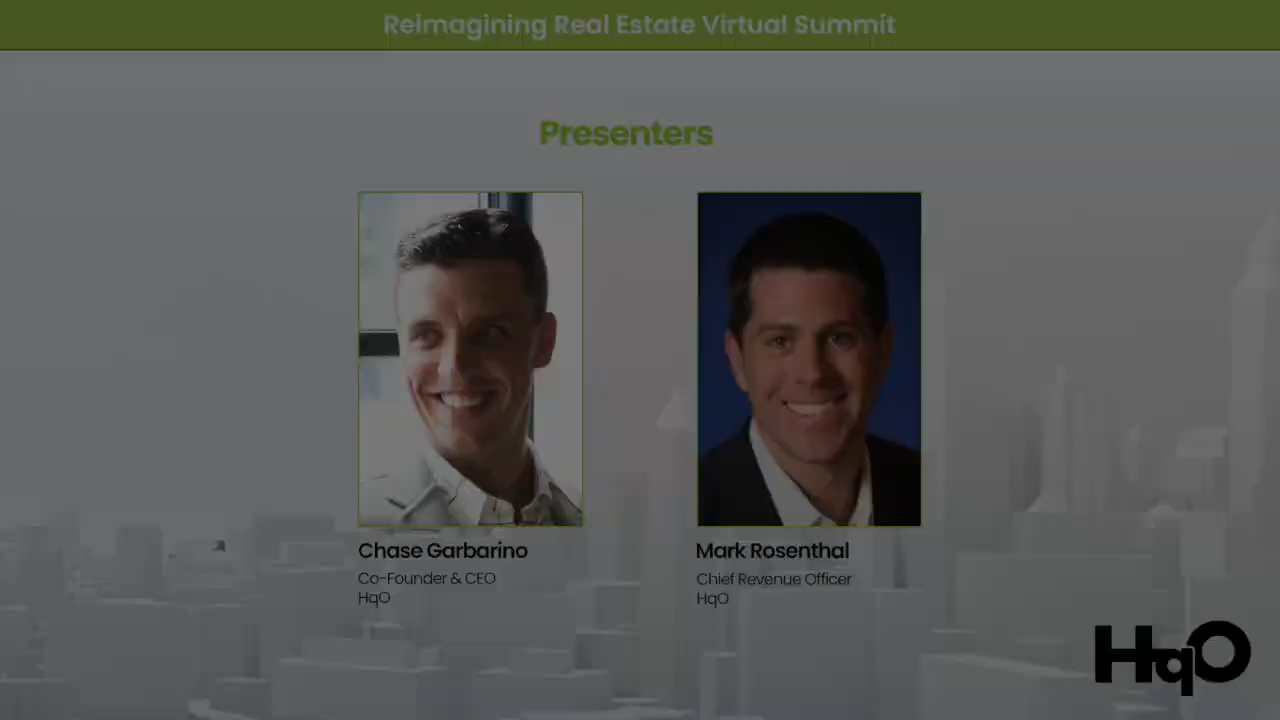 Reimagining Real Estate Virtual Summit
Presenters
Chase Garbarino
Co-Founder & CEO
HqO
Mark Rosenthal
Chief Revenue Officer
HqO
HqO